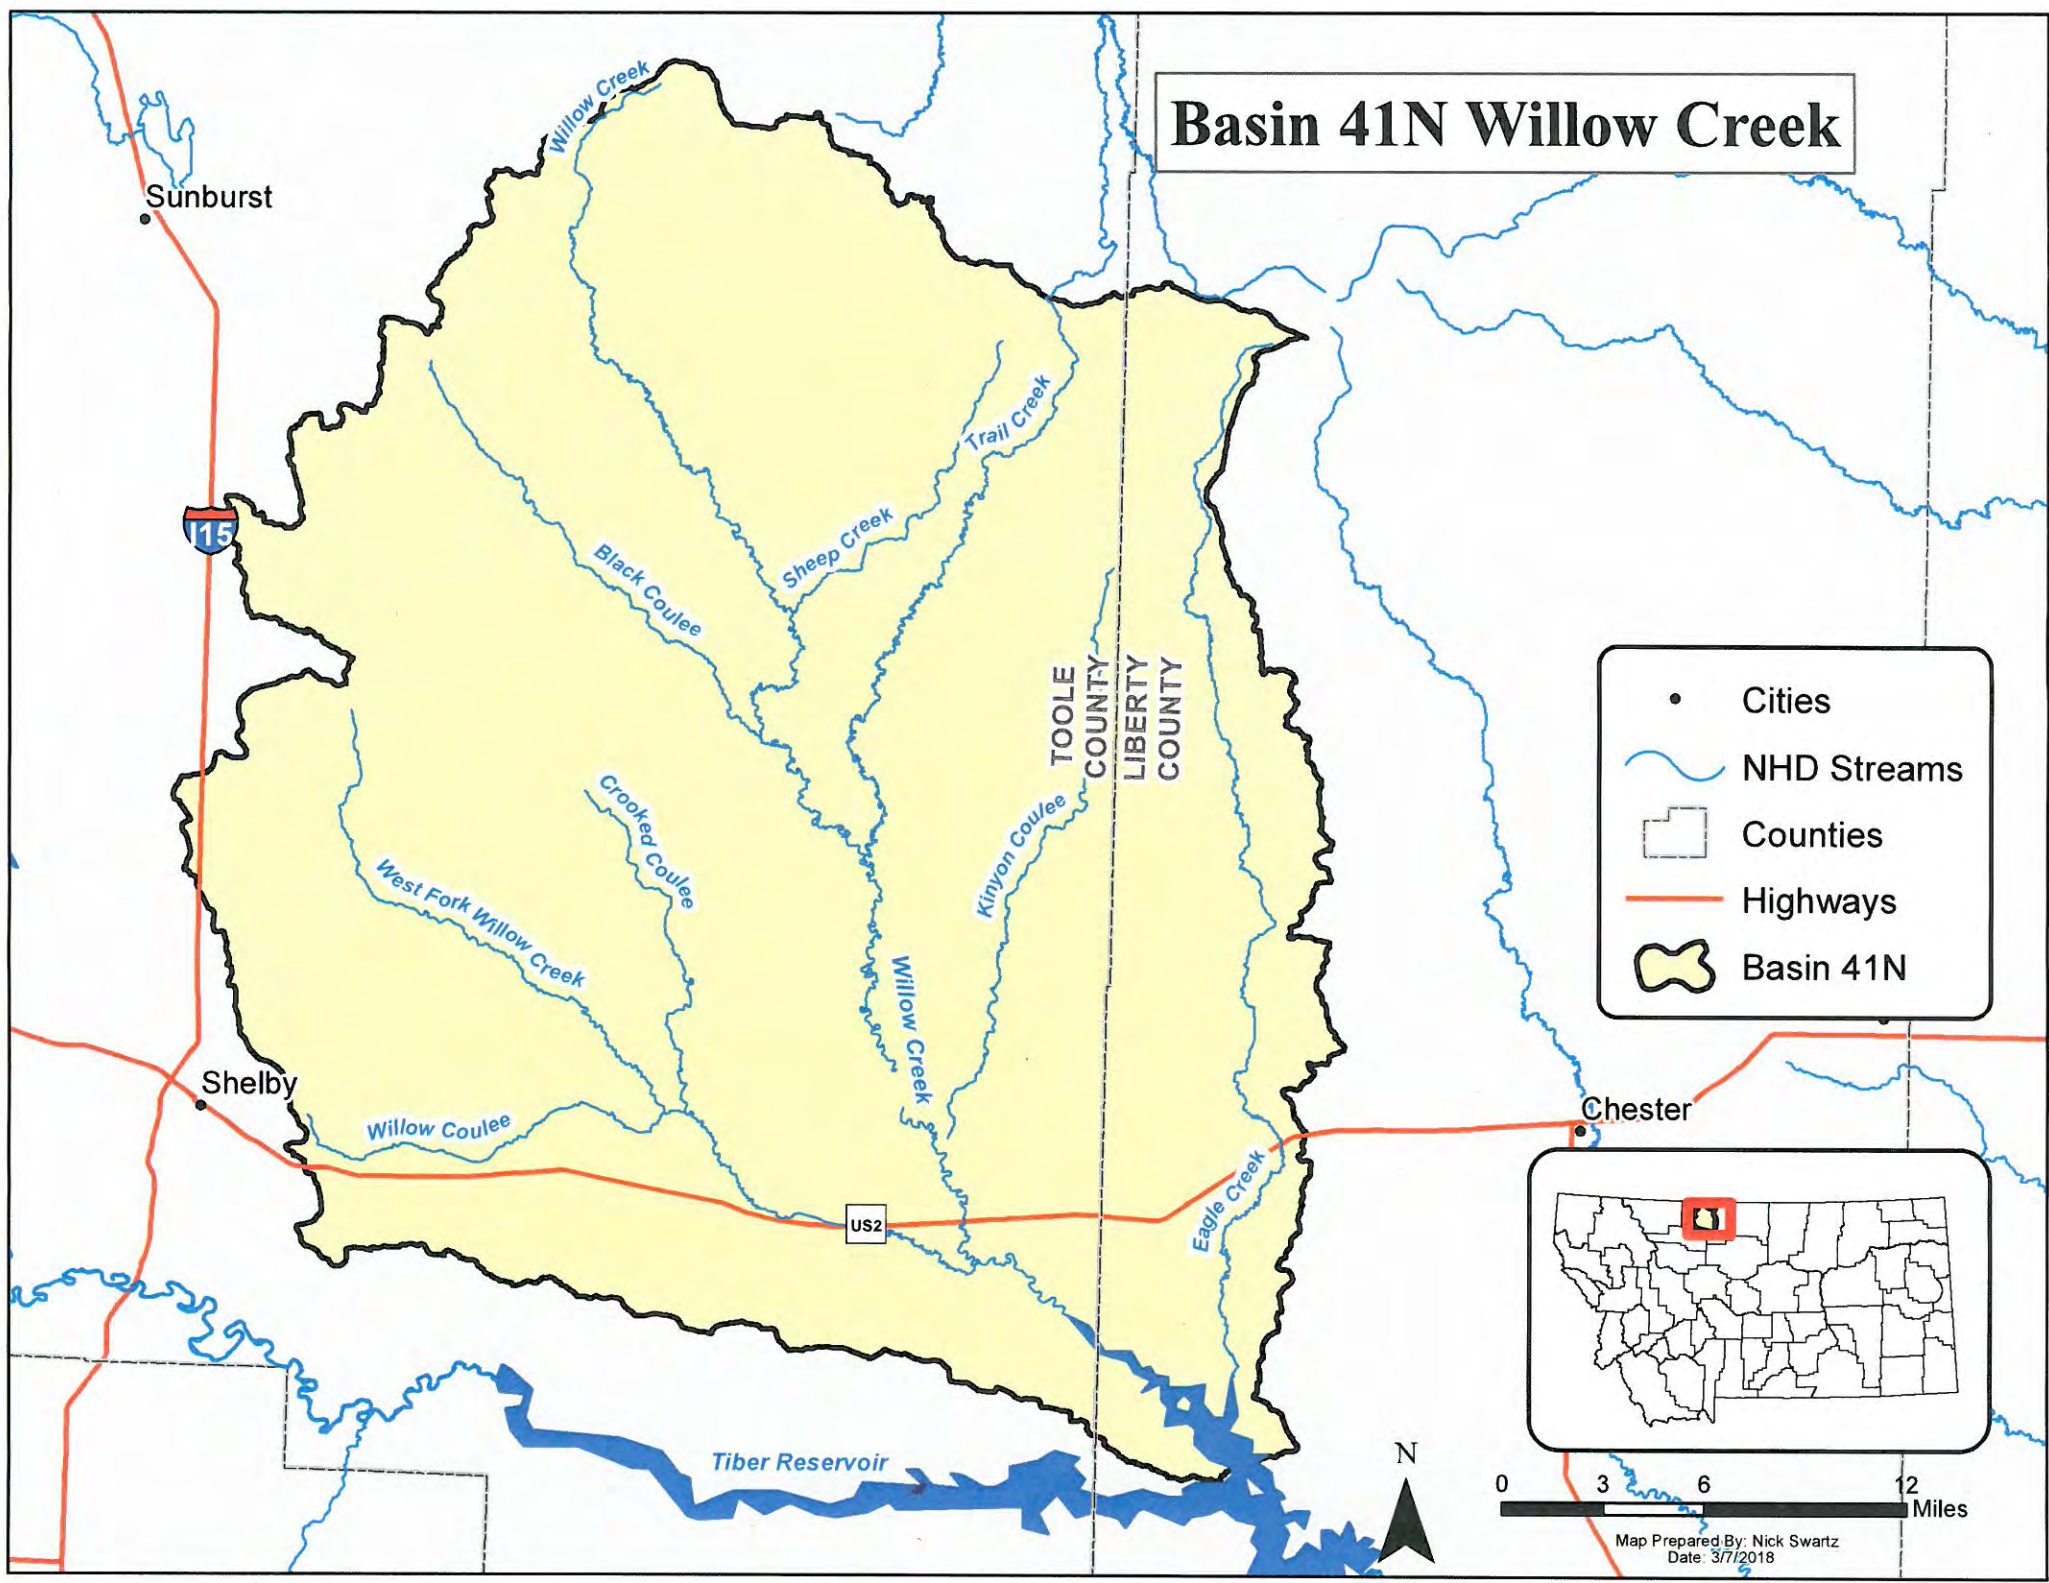 Basin 41N Willow Creek
Willow Creek
Sunburst
Trail Creek
I15
Sheep Creek
Black Coulee
TOOLE
COUNTY
LIBERTY
COUNTY
Cities
NHD Streams
Counties
Highways
Basin 41N
Crooked Coulee
Kinyon Coulee
West Fork Willow Creek
Willow Creek
Shelby
Chester
Willow Coulee
Eagle Creek
US2
Tiber Reservoir
N
0 3 6 12
Miles
Map Prepared By: Nick Swartz
Date: 3/7/2018